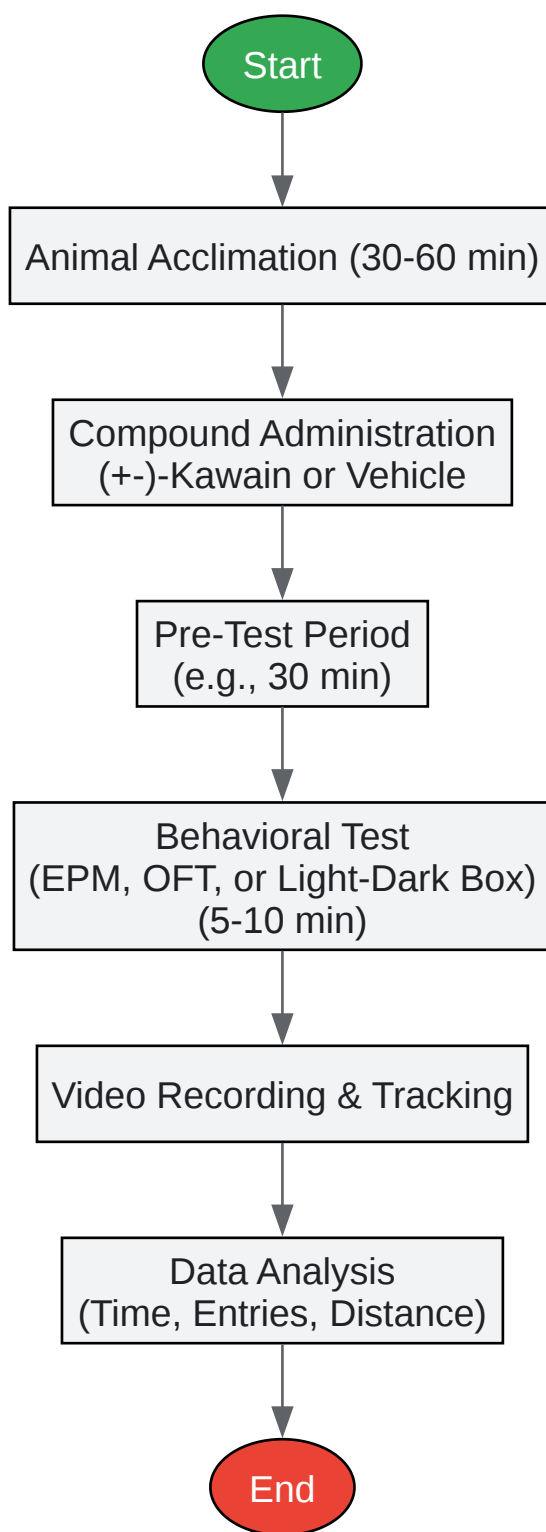 Start
Animal Acclimation (30-60 min)
Compound Administration
(+-)-Kawain or Vehicle
Pre-Test Period
(e.g., 30 min)
Behavioral Test
(EPM, OFT, or Light-Dark Box)
(5-10 min)
Video Recording & Tracking
Data Analysis
(Time, Entries, Distance)
End